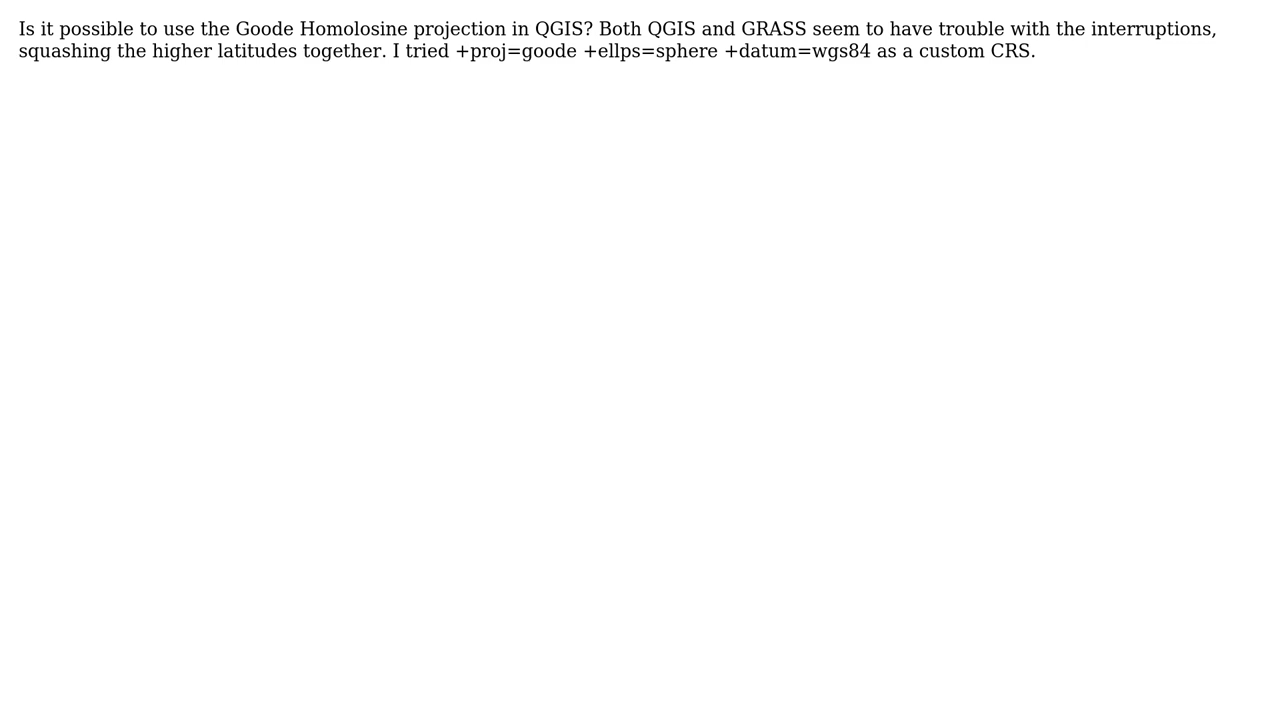 Is it possible to use the Goode Homolosine projection in QGIS? Both QGIS and GRASS seem to have trouble with the interruptions,
squashing the higher latitudes together. I tried +proj=goode +ellps=sphere +datum=wgs84 as a custom CRS.